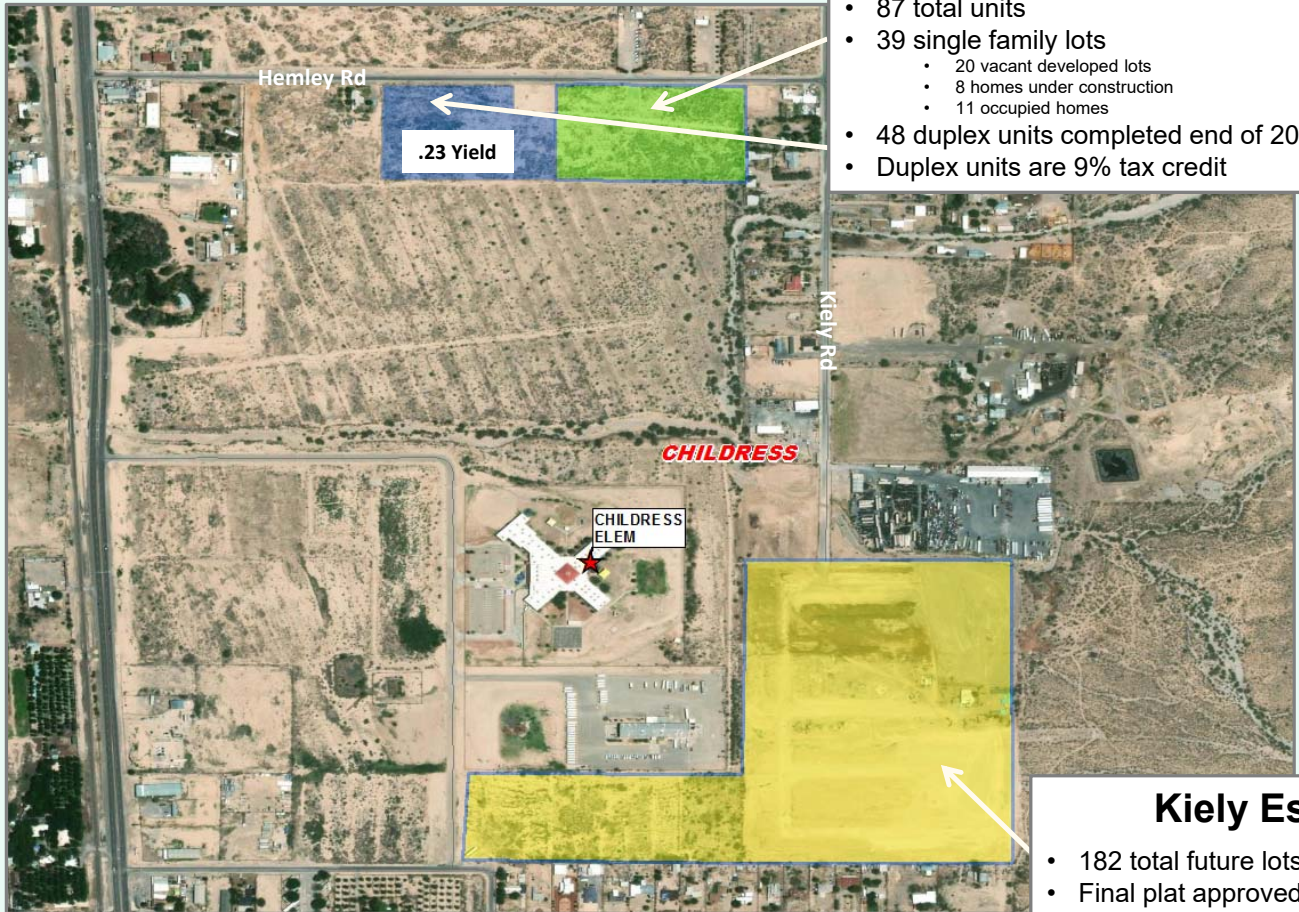 • 87 total units
• 39 single family lots
• 20 vacant developed lots
• 8 homes under construction
• 11 occupied homes
• 48 duplex units completed end of 20
• Duplex units are 9% tax credit
Hemley Rd
.23 Yield
Kiely Rd
CHILDRESS
CHILDRESS
ELEM
Kiely Es
• 182 total future lots
• Final plat approved